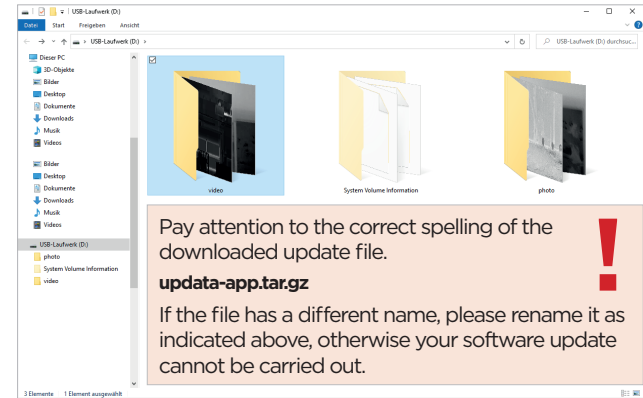 USB-Laufwerk (D:)
Datei Start Freigeben Ansicht
USB-Laufwerk (D:)
USB-Laufwerk (D:) durchsuc...
Dieser PC
3D-Objekte
Bilder
Desktop
Dokumente
Downloads
Musik
Videos
Bilder
Desktop
Dokumente
Downloads
Musik
Videos
USB-Laufwerk (D:)
photo
System Volume Information
video
video
System Volume Information
photo
Pay attention to the correct spelling of the
downloaded update file.
updata-app.tar.gz
If the file has a different name, please rename it as
indicated above, otherwise your software update
cannot be carried out.
!
3 Elemente 1 Element ausgewählt